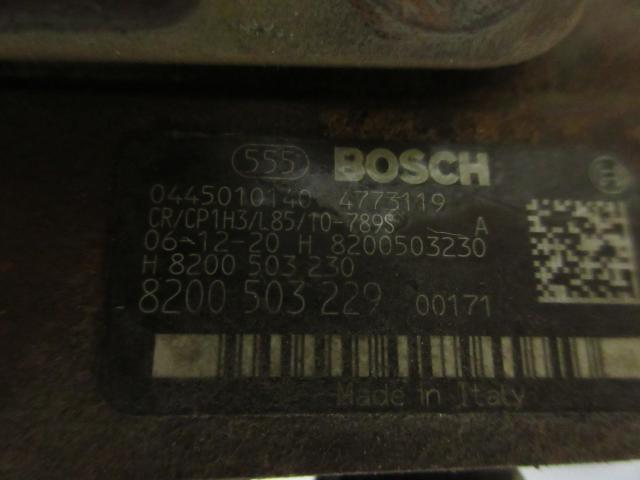 555 BOSCH
0445010140 4773119
CR/CP1H3/L85/10-789S A
06-12-20 H 8200503230
H 8200 503 230
8200 503 229 00171
Made in Italy